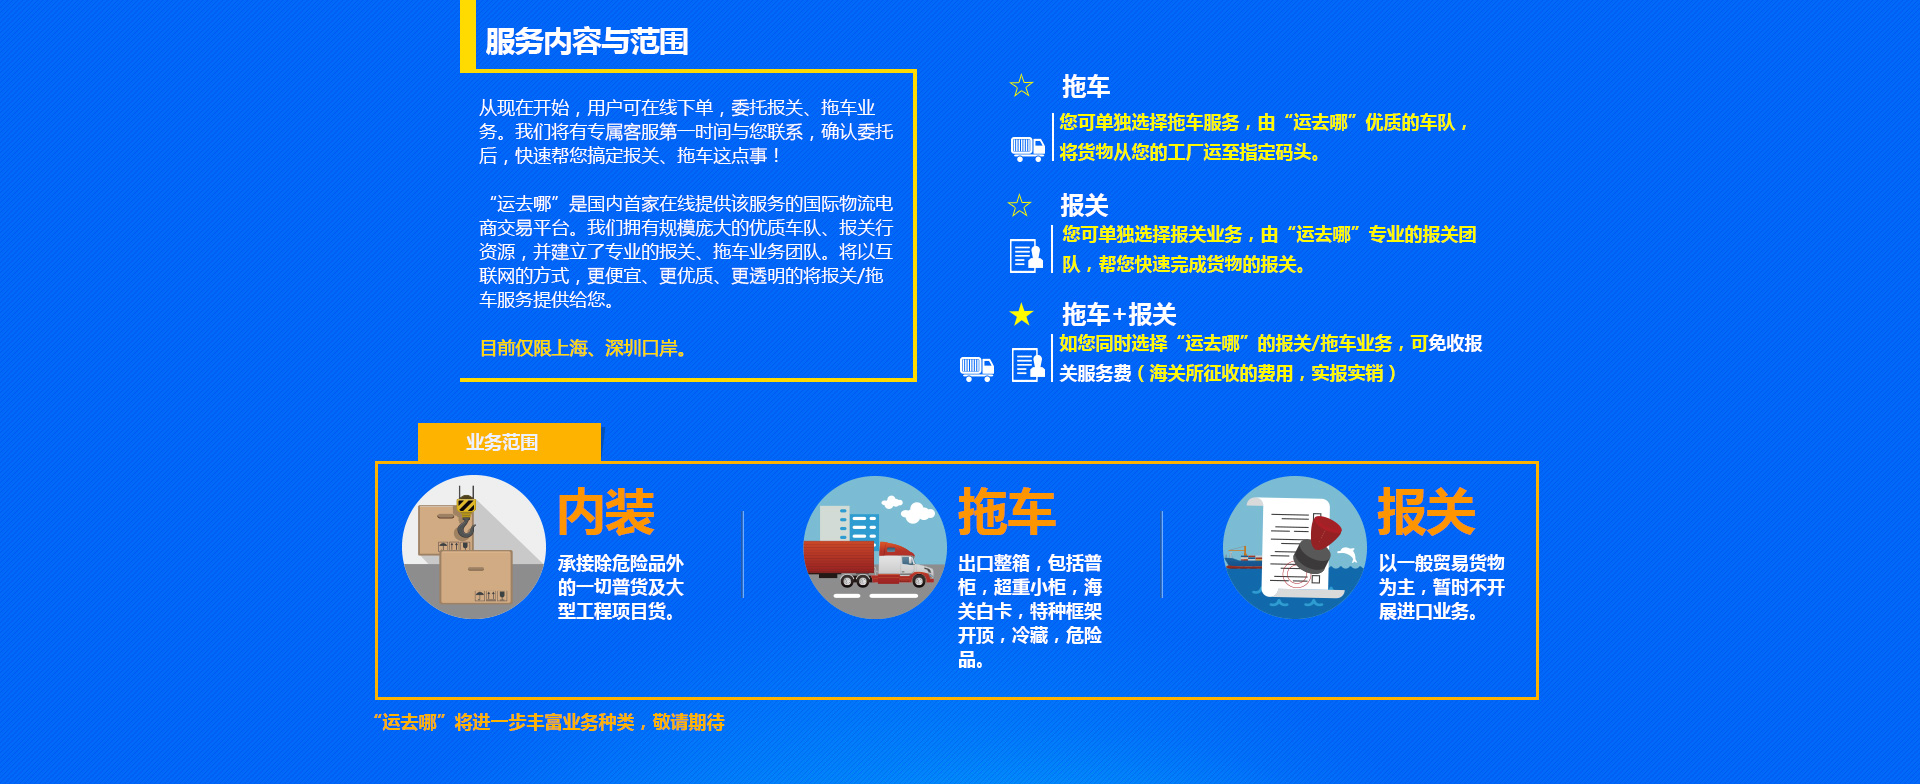 服务内容与范围
从现在开始，用户可在线下单，委托报关、拖车业
务。我们将有专属客服第一时间与您联系，确认委托
后，快速帮您搞定报关、拖车这点事！
“运去哪”是国内首家在线提供该服务的国际物流电
商交易平台。我们拥有规模庞大的优质车队、报关行
资源，并建立了专业的报关、拖车业务团队。将以互
联网的方式，更便宜、更优质、更透明的将报关/拖
车服务提供给您。
目前仅限上海、深圳口岸。
☆ 拖车
您可单独选择拖车服务，由“运去哪”优质的车队，
将货物从您的工厂运至指定码头。
☆ 报关
您可单独选择报关业务，由“运去哪”专业的报关团
队，帮您快速完成货物的报关。
★ 拖车+报关
如您同时选择“运去哪”的报关/拖车业务，可免收报
关服务费（海关所征收的费用，实报实销）
业务范围
内装
承接除危险品外
的一切普货及大
型工程项目货。
拖车
出口整箱，包括普
柜，超重小柜，海
关白卡，特种框架
开顶，冷藏，危险
品。
报关
以一般贸易货物
为主，暂时不开
展进口业务。
“运去哪”将进一步丰富业务种类，敬请期待